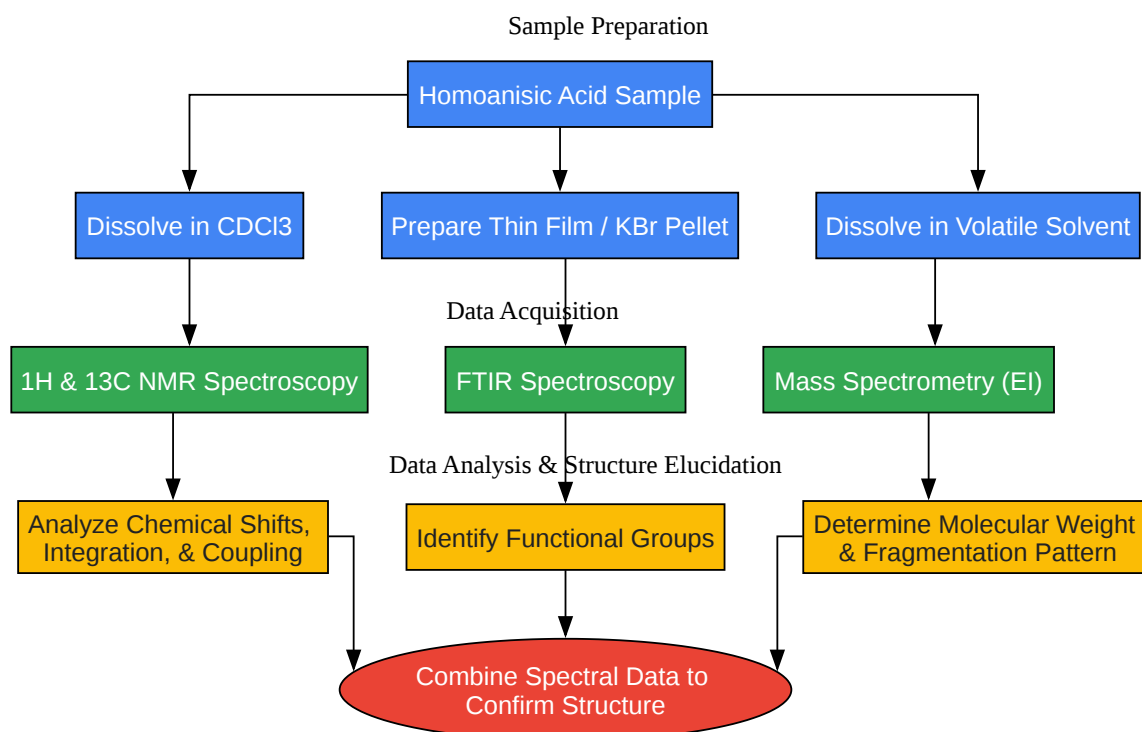 Sample Preparation
Homoanisic Acid Sample
Dissolve in CDCl3
Prepare Thin Film / KBr Pellet
Dissolve in Volatile Solvent
Data Acquisition
1H & 13C NMR Spectroscopy
FTIR Spectroscopy
Mass Spectrometry (EI)
Data Analysis & Structure Elucidation
Analyze Chemical Shifts,
Integration, & Coupling
Identify Functional Groups
Determine Molecular Weight
& Fragmentation Pattern
Combine Spectral Data to
Confirm Structure